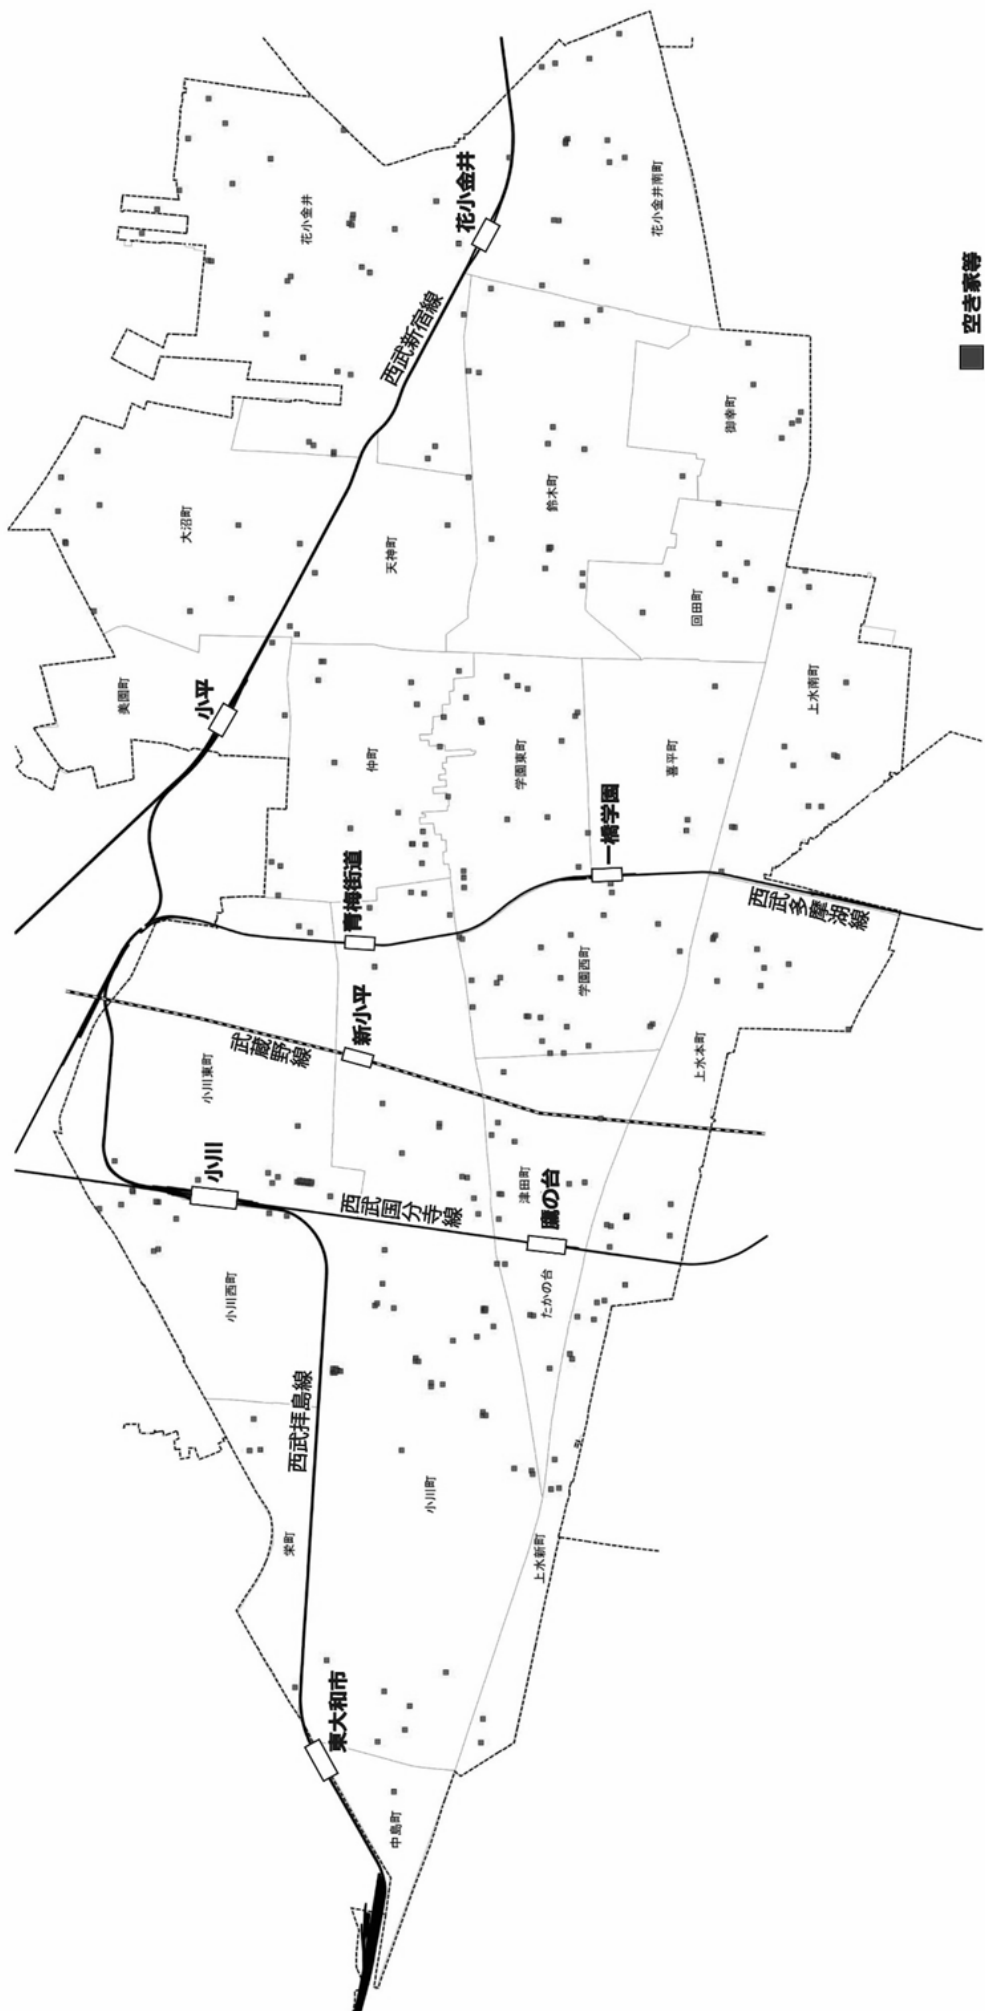 花小金井
花小金井
花小金井南町
西武新宿線
■ 空き家等
御幸町
鈴木町
大沼町
天神町
回田町
美園町
小平
上水南町
仲町
学園東町
喜平町
一橋学園
青梅街道
西武多摩湖線
学園西町
新小平
武蔵野線
上水本町
小川東町
小川
津田町
鷹の台
西武国分寺線
たかの台
小川西町
西武拝島線
小川町
栄町
上水新町
東大和市
中島町